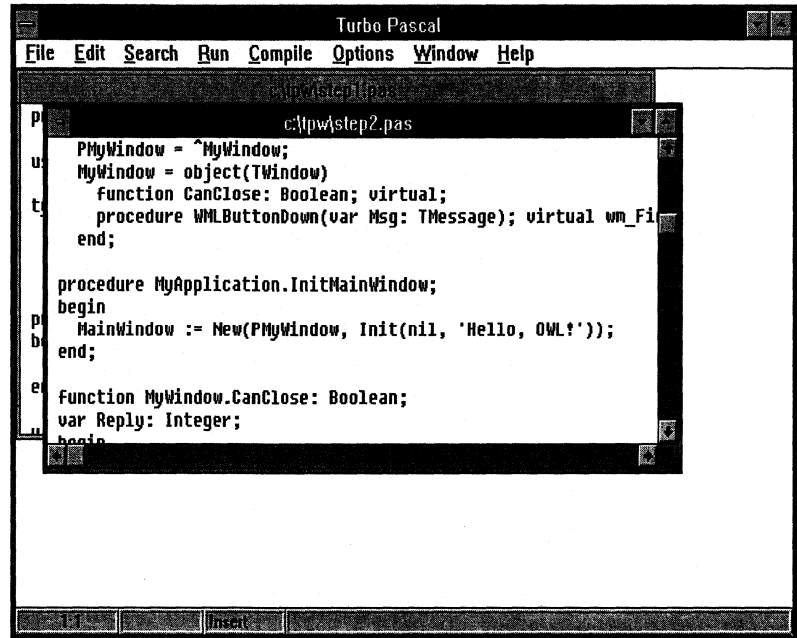 Turbo Pascal
File Edit Search Run Compile Options Window Help
c:\tpw\step1.pas
c:\tpw\step2.pas
PMyWindow = ^MyWindow;
MyWindow = object(TWindow)
function CanClose: Boolean; virtual;
procedure WMLButtonDown(var Msg: TMessage); virtual wm_Fi
end;
procedure MyApplication.InitMainWindow;
begin
MainWindow := New(PMyWindow, Init(nil, 'Hello, OWL!'));
end;
function MyWindow.CanClose: Boolean;
var Reply: Integer;
begin
1:1 Insert